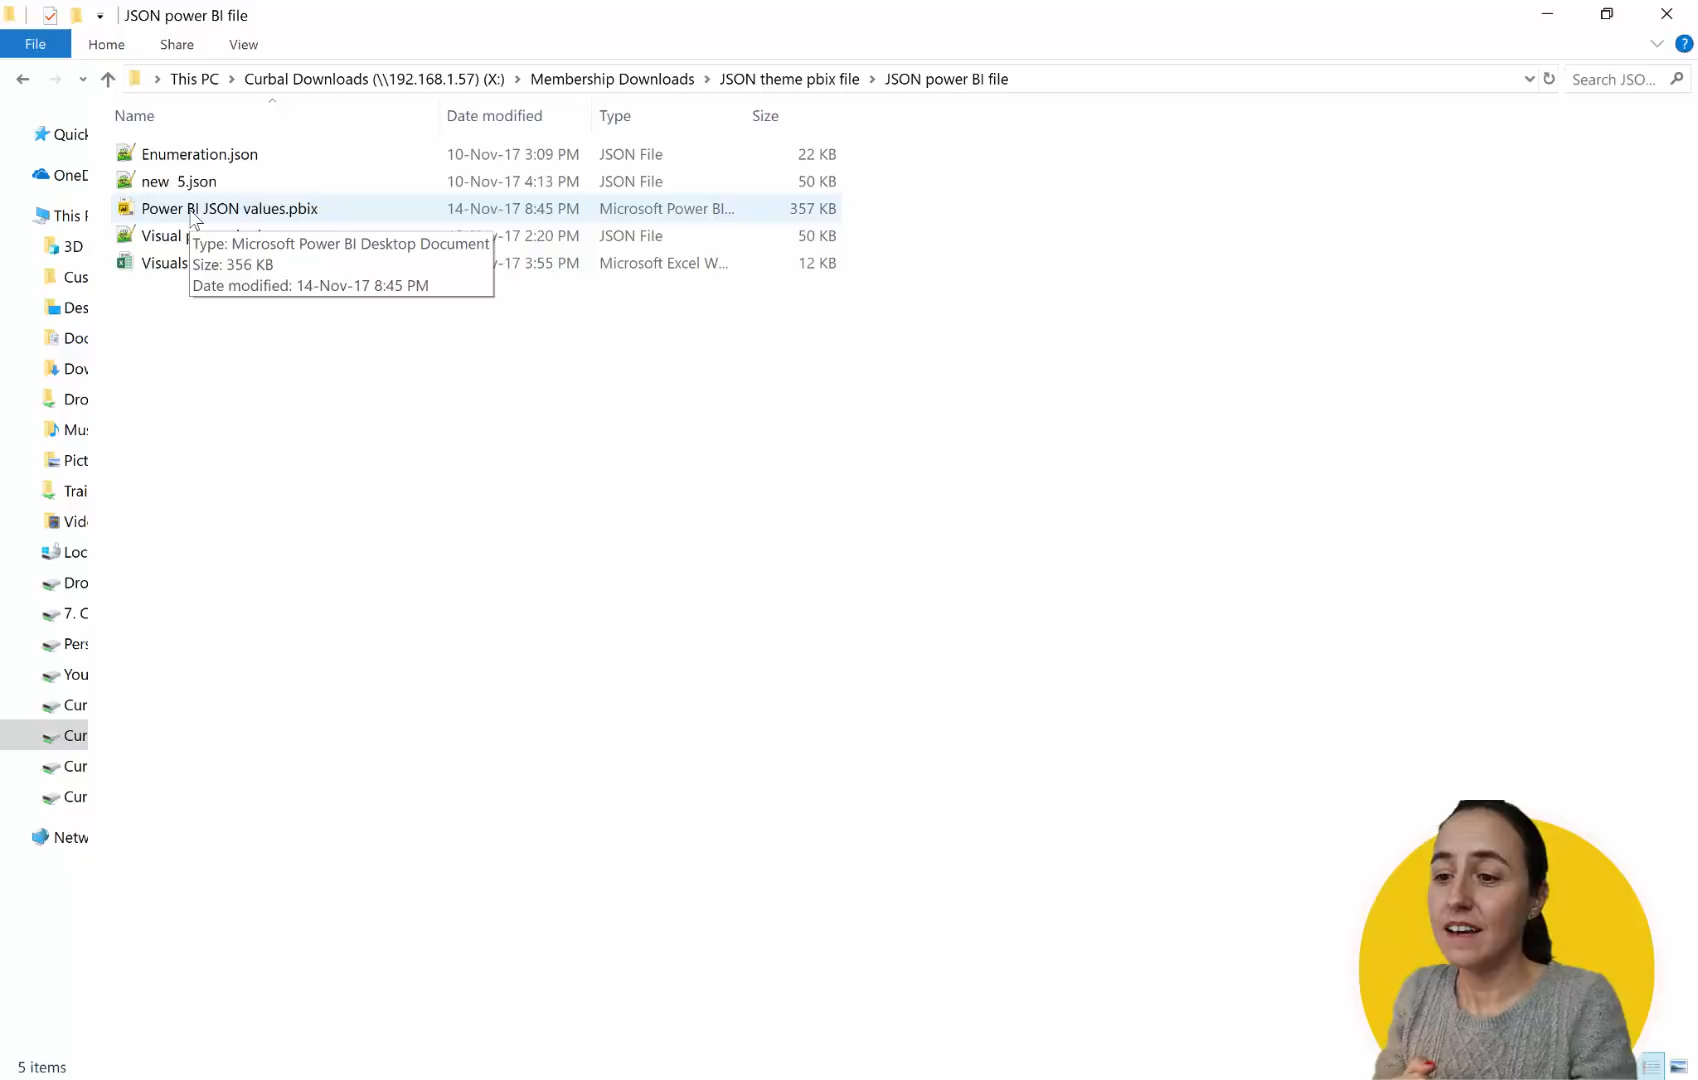 JSON power BI file
File Home Share View
This PC Curbal Downloads (\\192.168.1.57) (X:) Membership Downloads JSON theme pbix file JSON power BI file Search JSO...
Name Date modified Type Size
Enumeration.json 10-Nov-17 3:09 PM JSON File 22 KB
new 5.json 10-Nov-17 4:13 PM JSON File 50 KB
Power BI JSON values.pbix 14-Nov-17 8:45 PM Microsoft Power BI... 357 KB
Visual v-17 2:20 PM JSON File 50 KB
Visuals v-17 3:55 PM Microsoft Excel W... 12 KB
Type: Microsoft Power BI Desktop Document
Size: 356 KB
Date modified: 14-Nov-17 8:45 PM
Quick
OneD
This P
3D
Cus
Des
Doc
Dow
Dro
Mus
Pict
Trai
Vide
Loc
Dro
7. C
Pers
You
Cur
Cur
Cur
Cur
Netw
5 items